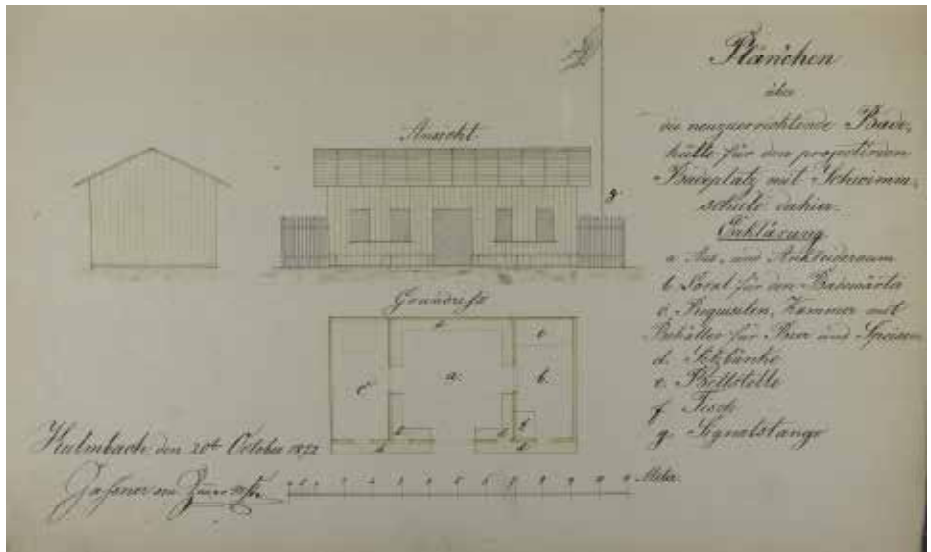 Plänchen
über
die neuzuerrichtende Bade-
hütte für den projectirten
Badeplatz mit Schwimm-
schule dahier.
Erklärung
a Aus- und Ankleideraum
b. Local für den Bademärter
c. Requisiten, Kammer mit
Behälter für Bier und Speisen
d. Sitzbänke
e. Bettstelle
f. Tisch
g. Signalstange
Ansicht.
g
Grundriss
d
e
c
a.
b.
d
d
f
d
d
Kulmbach den 20t October 1872
Meter.